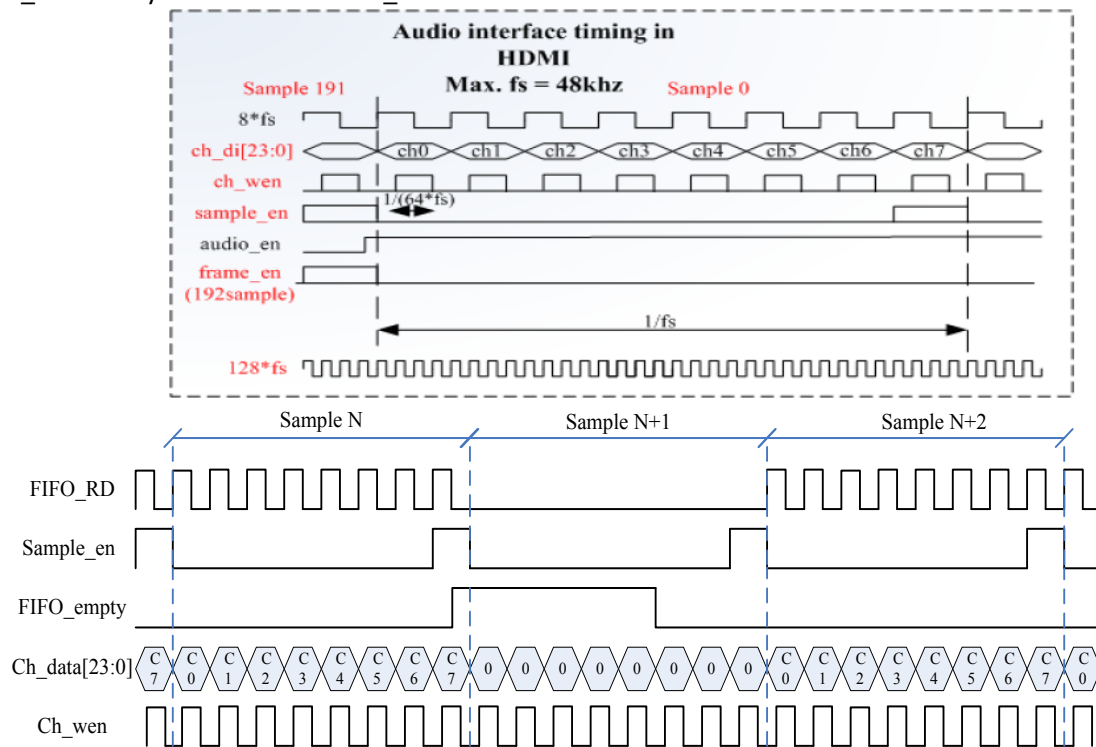 Audio interface timing in
HDMI
Max. fs = 48khz
Sample 191
Sample 0
8*fs
ch_di[23:0]
ch0 ch1 ch2 ch3 ch4 ch5 ch6 ch7
ch_wen
1/(64*fs)
sample_en
audio_en
frame_en
(192sample)
1/fs
128*fs
Sample N
Sample N+1
Sample N+2
FIFO_RD
Sample_en
FIFO_empty
Ch_data[23:0]
C7 C0 C1 C2 C3 C4 C5 C6 C7 0 0 0 0 0 0 0 0 C0 C1 C2 C3 C4 C5 C6 C7 C0
Ch_wen